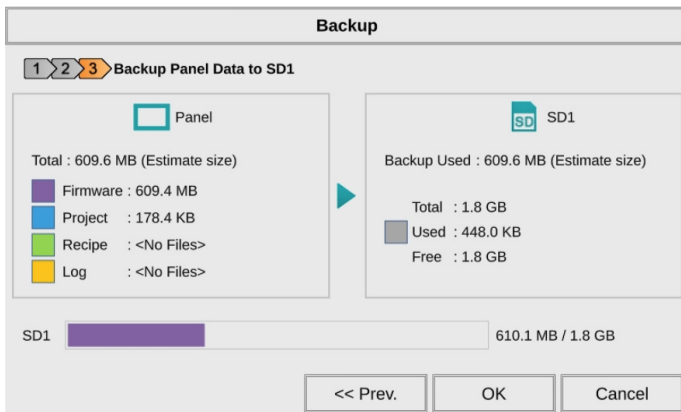 Backup
1 2 3 Backup Panel Data to SD1
Panel
Total : 609.6 MB (Estimate size)
Firmware : 609.4 MB
Project : 178.4 KB
Recipe : <No Files>
Log : <No Files>
SD SD1
Backup Used : 609.6 MB (Estimate size)
Total : 1.8 GB
Used : 448.0 KB
Free : 1.8 GB
SD1 610.1 MB / 1.8 GB
<< Prev. OK Cancel